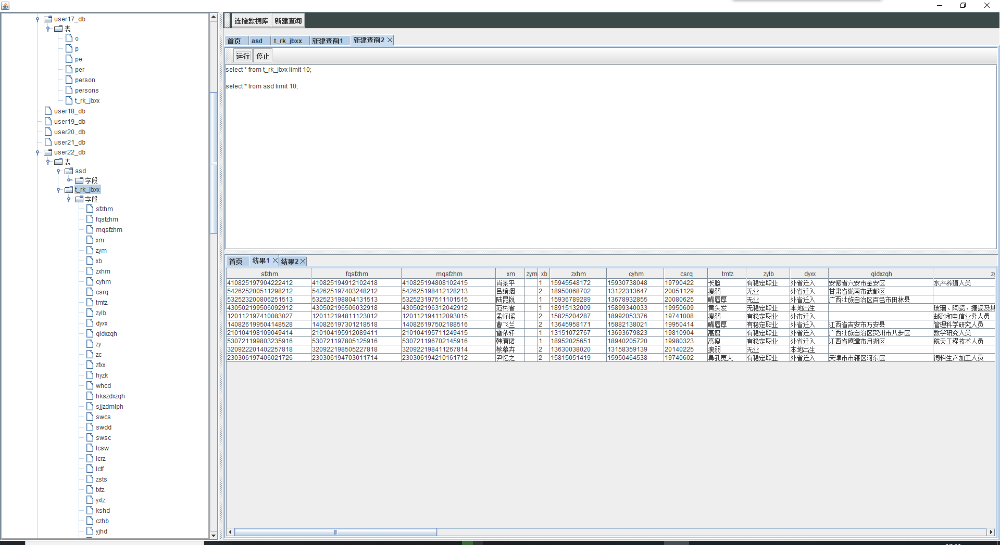 user17_db
表
o
p
pe
per
person
persons
t_rk_jbxx
user18_db
user19_db
user20_db
user21_db
user22_db
表
asd
字段
t_rk_jbxx
字段
sfzhm
fqsfzhm
mqsfzhm
xm
zym
xb
zxhm
cyhm
csrq
tmtz
zylb
dyxx
qldxzqh
zy
zc
zfxx
hyzk
whcd
hkszdxzqh
sjjzdmlph
swcs
swdd
swsc
lcsw
lcrz
lctf
zsts
txtz
yxtz
kshd
czhb
yjhd
连接数据库 新建查询
首页 asd t_rk_jbxx 新建查询1 新建查询2
运行 停止
select * from t_rk_jbxx limit 10;
select * from asd limit 10;
首页 结果1 结果2
sfzhm fqsfzhm mqsfzhm xm zym xb zxhm cyhm csrq tmtz zylb dyxx qldxzqh
410825197904222412 410825194912102418 410825194808102415 肖景平 1 15945548172 15930738048 19790422 长脸 有稳定职业 外省迁入 安徽省六安市金安区 水产养殖人员
542625200511298212 542625197403248212 542625198412128213 吕绮烟 2 18950068702 13122313647 20051129 瘦弱 无业 外省迁入 甘肃省陇南市武都区
532523200806251513 532523198804131513 532523197511101515 陆昆锐 1 15936789289 13678932855 20080625 嘴唇厚 无业 外省迁入 广西壮族自治区百色市田林县
430502199506092912 430502196506032918 430502196312042912 范彬睿 1 18915132009 15899340033 19950609 黄头发 无稳定职业 本地出生 玻璃、陶瓷、搪瓷及其
120112197410083027 120112194811123012 120112194112093015 孟怀瑶 2 15825204287 18992053376 19741008 瘦弱 有稳定职业 外市迁入 邮政和电信业务人员
140826199504148528 140826197301218518 140826197502188516 曹飞兰 2 13645958171 15882138021 19950414 嘴唇厚 有稳定职业 外省迁入 江西省吉安市万安县 管理科学研究人员
210104198109049414 210104195912089411 210104195711249415 雷依轩 1 13151072767 13693679823 19810904 高瘦 有稳定职业 外省迁入 广西壮族自治区贺州市八步区 数学研究人员
530721199803235916 530721197805125916 530721196702145916 韩渭珺 1 18952025651 18940205720 19980323 高瘦 有稳定职业 外省迁入 江西省鹰潭市月湖区 航天工程技术人员
320922201402257818 320922198505227818 320922198411267814 蔡慕卉 2 13630038020 13158359139 20140225 瘦弱 无业 本地出生
230306197406021726 230306194703011714 230306194210161712 尹忆之 2 15815051419 15950464538 19740602 鼻孔宽大 有稳定职业 外省迁入 天津市市辖区河东区 饲料生产加工人员